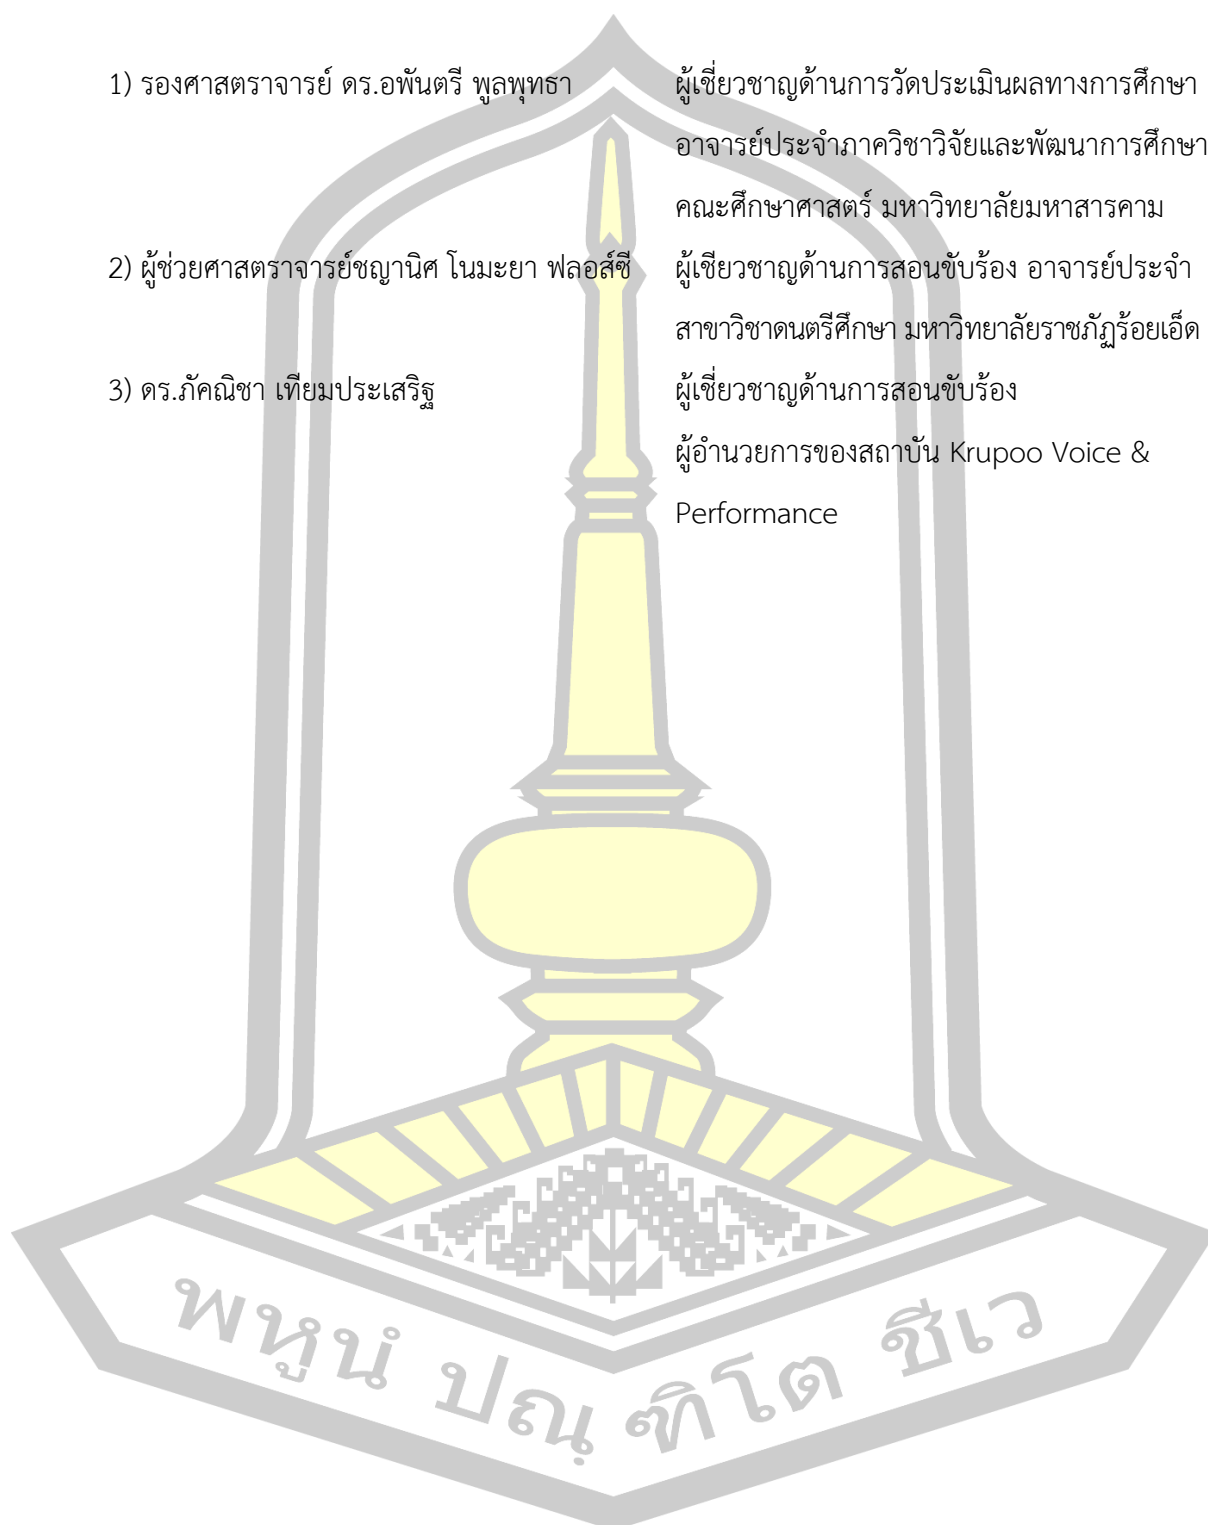 1) รองศาสตราจารย์ ดร.อพันตรี พูลพุทธา ผู้เชี่ยวชาญด้านการวัดประเมินผลทางการศึกษา
อาจารย์ประจำภาควิชาวิจัยและพัฒนาการศึกษา
คณะศึกษาศาสตร์ มหาวิทยาลัยมหาสารคาม
2) ผู้ช่วยศาสตราจารย์ชญานิศ โนมะยา ฟลอส์ซี ผู้เชียวชาญด้านการสอนขับร้อง อาจารย์ประจำ
สาขาวิชาดนตรีศึกษา มหาวิทยาลัยราชภัฏร้อยเอ็ด
3) ดร.ภัคณิชา เทียมประเสริฐ ผู้เชี่ยวชาญด้านการสอนขับร้อง
ผู้อำนวยการของสถาบัน Krupoo Voice &
Performance
พหูนํ ปณฺฑิโต ชีเว